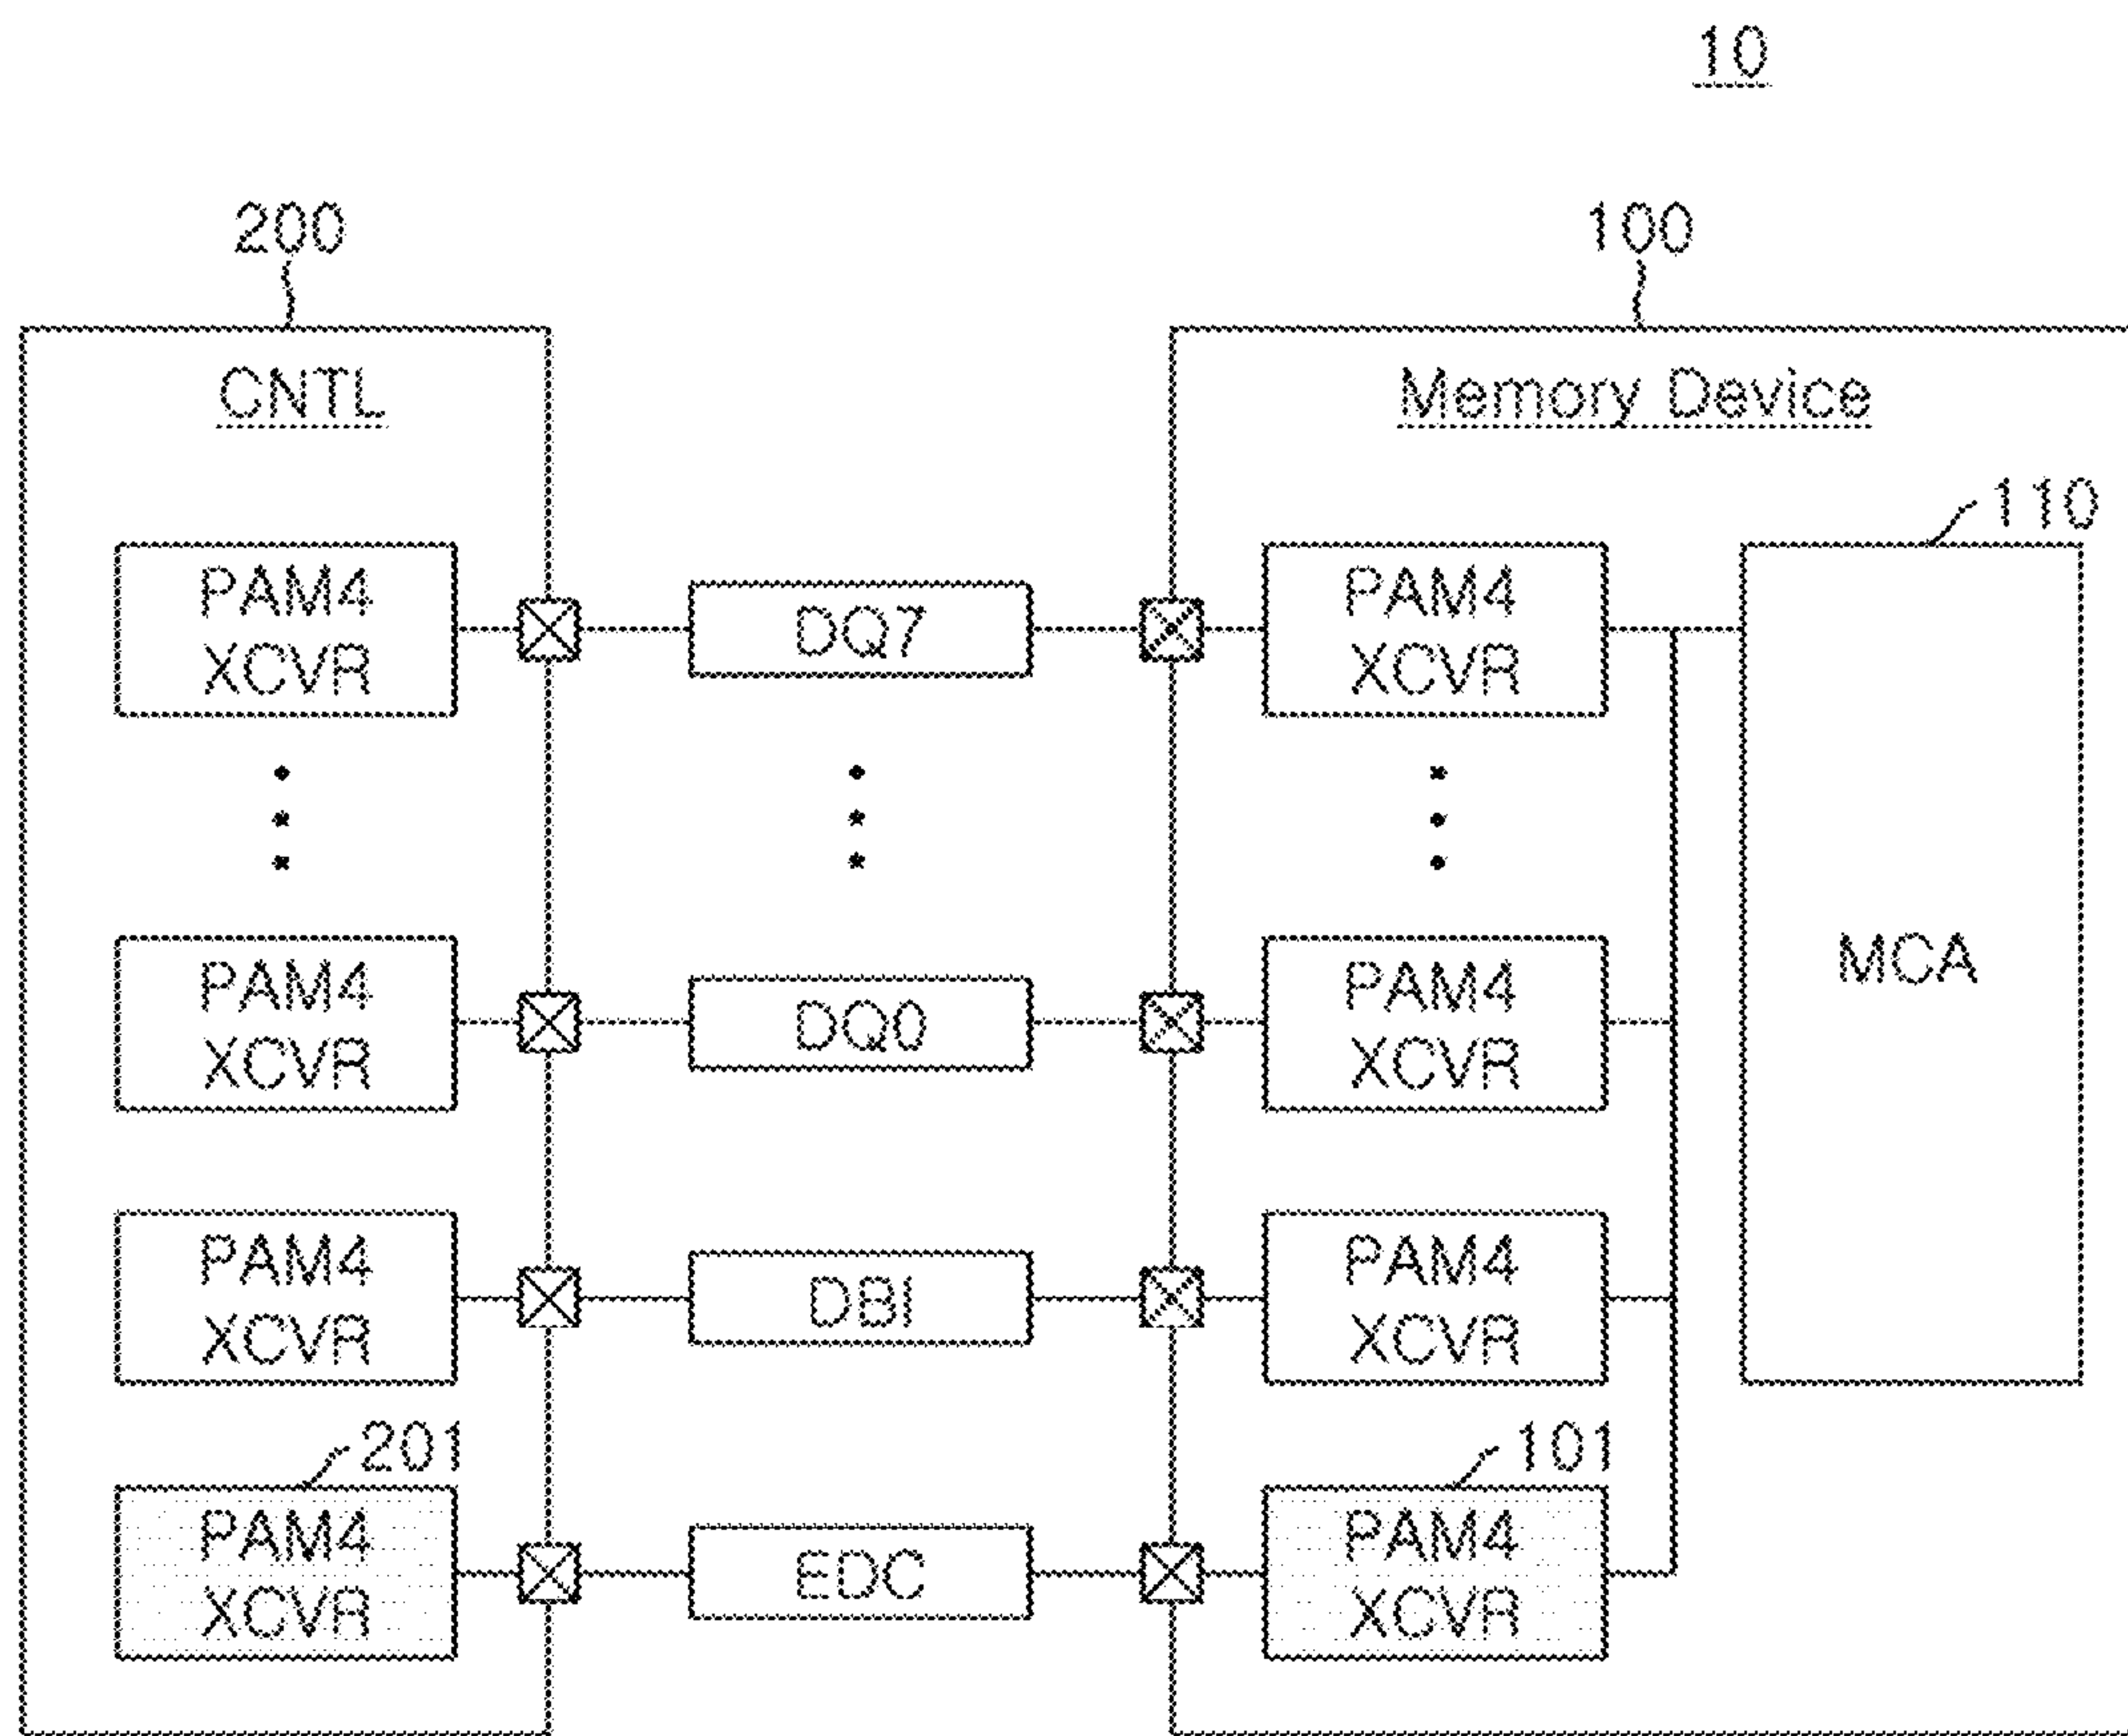 10
200
100
CNTL
Memory Device
110
PAM4
XCVR
DQ7
PAM4
XCVR
MCA
PAM4
XCVR
DQ0
PAM4
XCVR
PAM4
XCVR
DBI
PAM4
XCVR
201
101
PAM4
XCVR
EDC
PAM4
XCVR